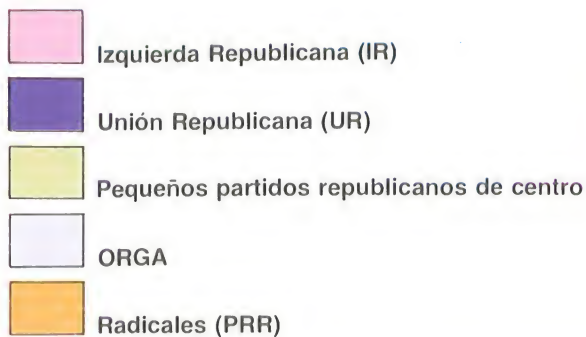 Izquierda Republicana (IR)
Unión Republicana (UR)
Pequeños partidos republicanos de centro
ORGA
Radicales (PRR)